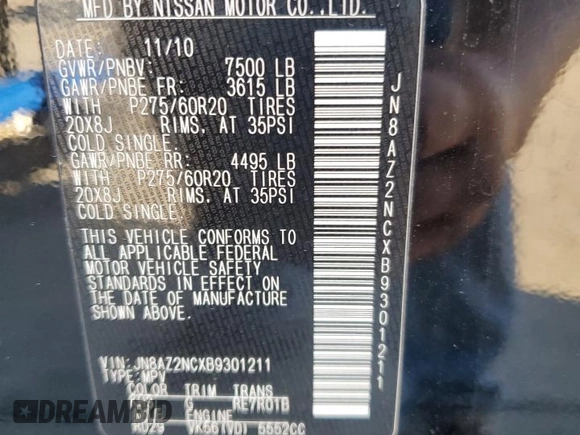 MFD BY NISSAN MOTOR CO.,LTD.
DATE: 11/10
GVWR/PNBV: 7500 LB
GAWR/PNBE FR: 3615 LB
WITH P275/60R20 TIRES
20X8J RIMS, AT 35PSI
COLD SINGLE.
GAWR/PNBE RR: 4495 LB
WITH P275/60R20 TIRES
20X8J RIMS, AT 35PSI
COLD SINGLE.
THIS VEHICLE CONFORMS TO
ALL APPLICABLE FEDERAL
MOTOR VEHICLE SAFETY
STANDARDS IN EFFECT ON
THE DATE OF MANUFACTURE
SHOWN ABOVE.
VIN: JN8AZ2NCXB9301211
TYPE: MPV
COLOR TRIM TRANS
G RE7R01B
ENGINE
VK56(VD) 5552CC
JN8AZ2NCXB9301211
© 2026 AutoBidCar